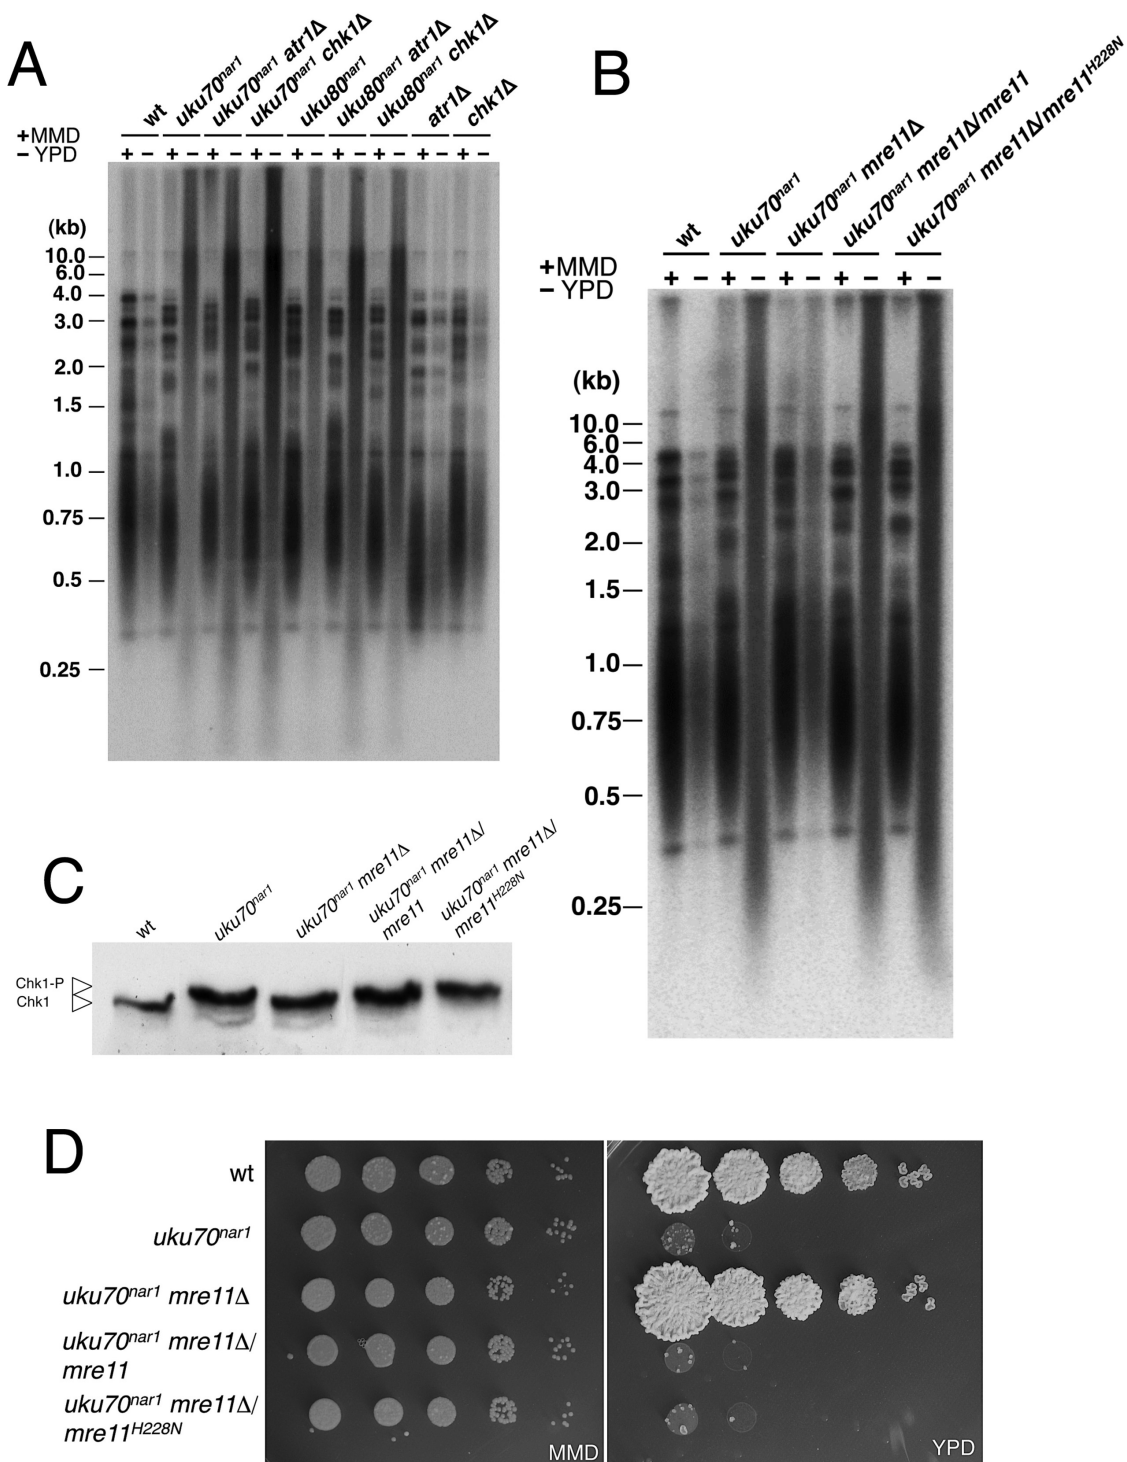 A
wt
uku70nar1
uku70nar1 atr1Δ
uku70nar1 chk1Δ
uku80nar1
uku80nar1 atr1Δ
uku80nar1 chk1Δ
atr1Δ
chk1Δ
+MMD
– YPD
+ – + – + – + – + – + – + – + – + –
(kb)
10.0
6.0
4.0
3.0
2.0
1.5
1.0
0.75
0.5
0.25
B
wt
uku70nar1
uku70nar1 mre11Δ
uku70nar1 mre11Δ/mre11
uku70nar1 mre11Δ/mre11H228N
+MMD
– YPD
+ – + – + – + – + –
(kb)
10.0
6.0
4.0
3.0
2.0
1.5
1.0
0.75
0.5
0.25
C
wt
uku70nar1
uku70nar1 mre11Δ
uku70nar1 mre11Δ/
mre11
uku70nar1 mre11Δ/
mre11H228N
Chk1-P
Chk1
D
wt
uku70nar1
uku70nar1 mre11Δ
uku70nar1 mre11Δ/
mre11
uku70nar1 mre11Δ/
mre11H228N
MMD
YPD